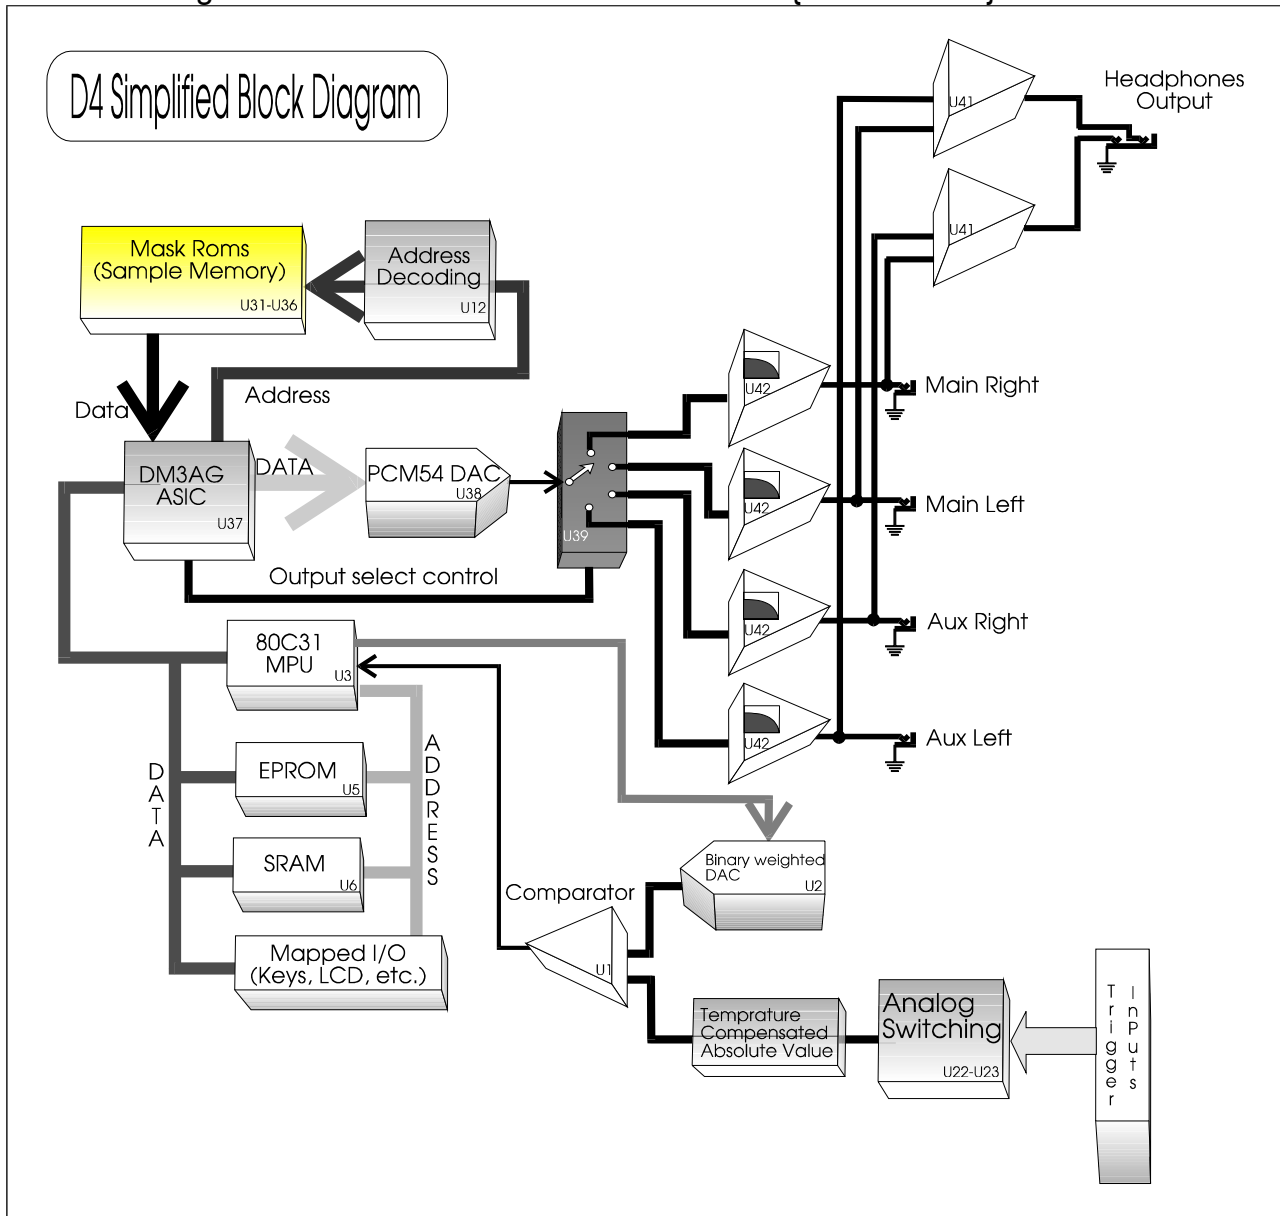 D4 Simplified Block Diagram
Headphones
Output
U41
U41
Mask Roms
(Sample Memory)
U31-U36
Address
Decoding
U12
Data
Address
DM3AG
ASIC
U37
DATA
PCM54 DAC
U38
U39
Output select control
U42
Main Right
U42
Main Left
U42
Aux Right
U42
Aux Left
80C31
MPU
U3
EPROM
U5
SRAM
U6
Mapped I/O
(Keys, LCD, etc.)
DATA
ADDRESS
Comparator
U1
Binary weighted
DAC
U2
Temprature
Compensated
Absolute Value
Analog
Switching
U22-U23
Trigger
InPuts